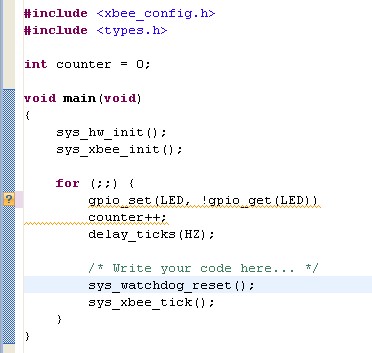 #include <xbee_config.h>
#include <types.h>

int counter = 0;

void main(void)
{
    sys_hw_init();
    sys_xbee_init();

    for (;;) {
        gpio_set(LED, !gpio_get(LED))
        counter++;
        delay_ticks(HZ);

        /* Write your code here... */
        sys_watchdog_reset();
        sys_xbee_tick();
    }
}